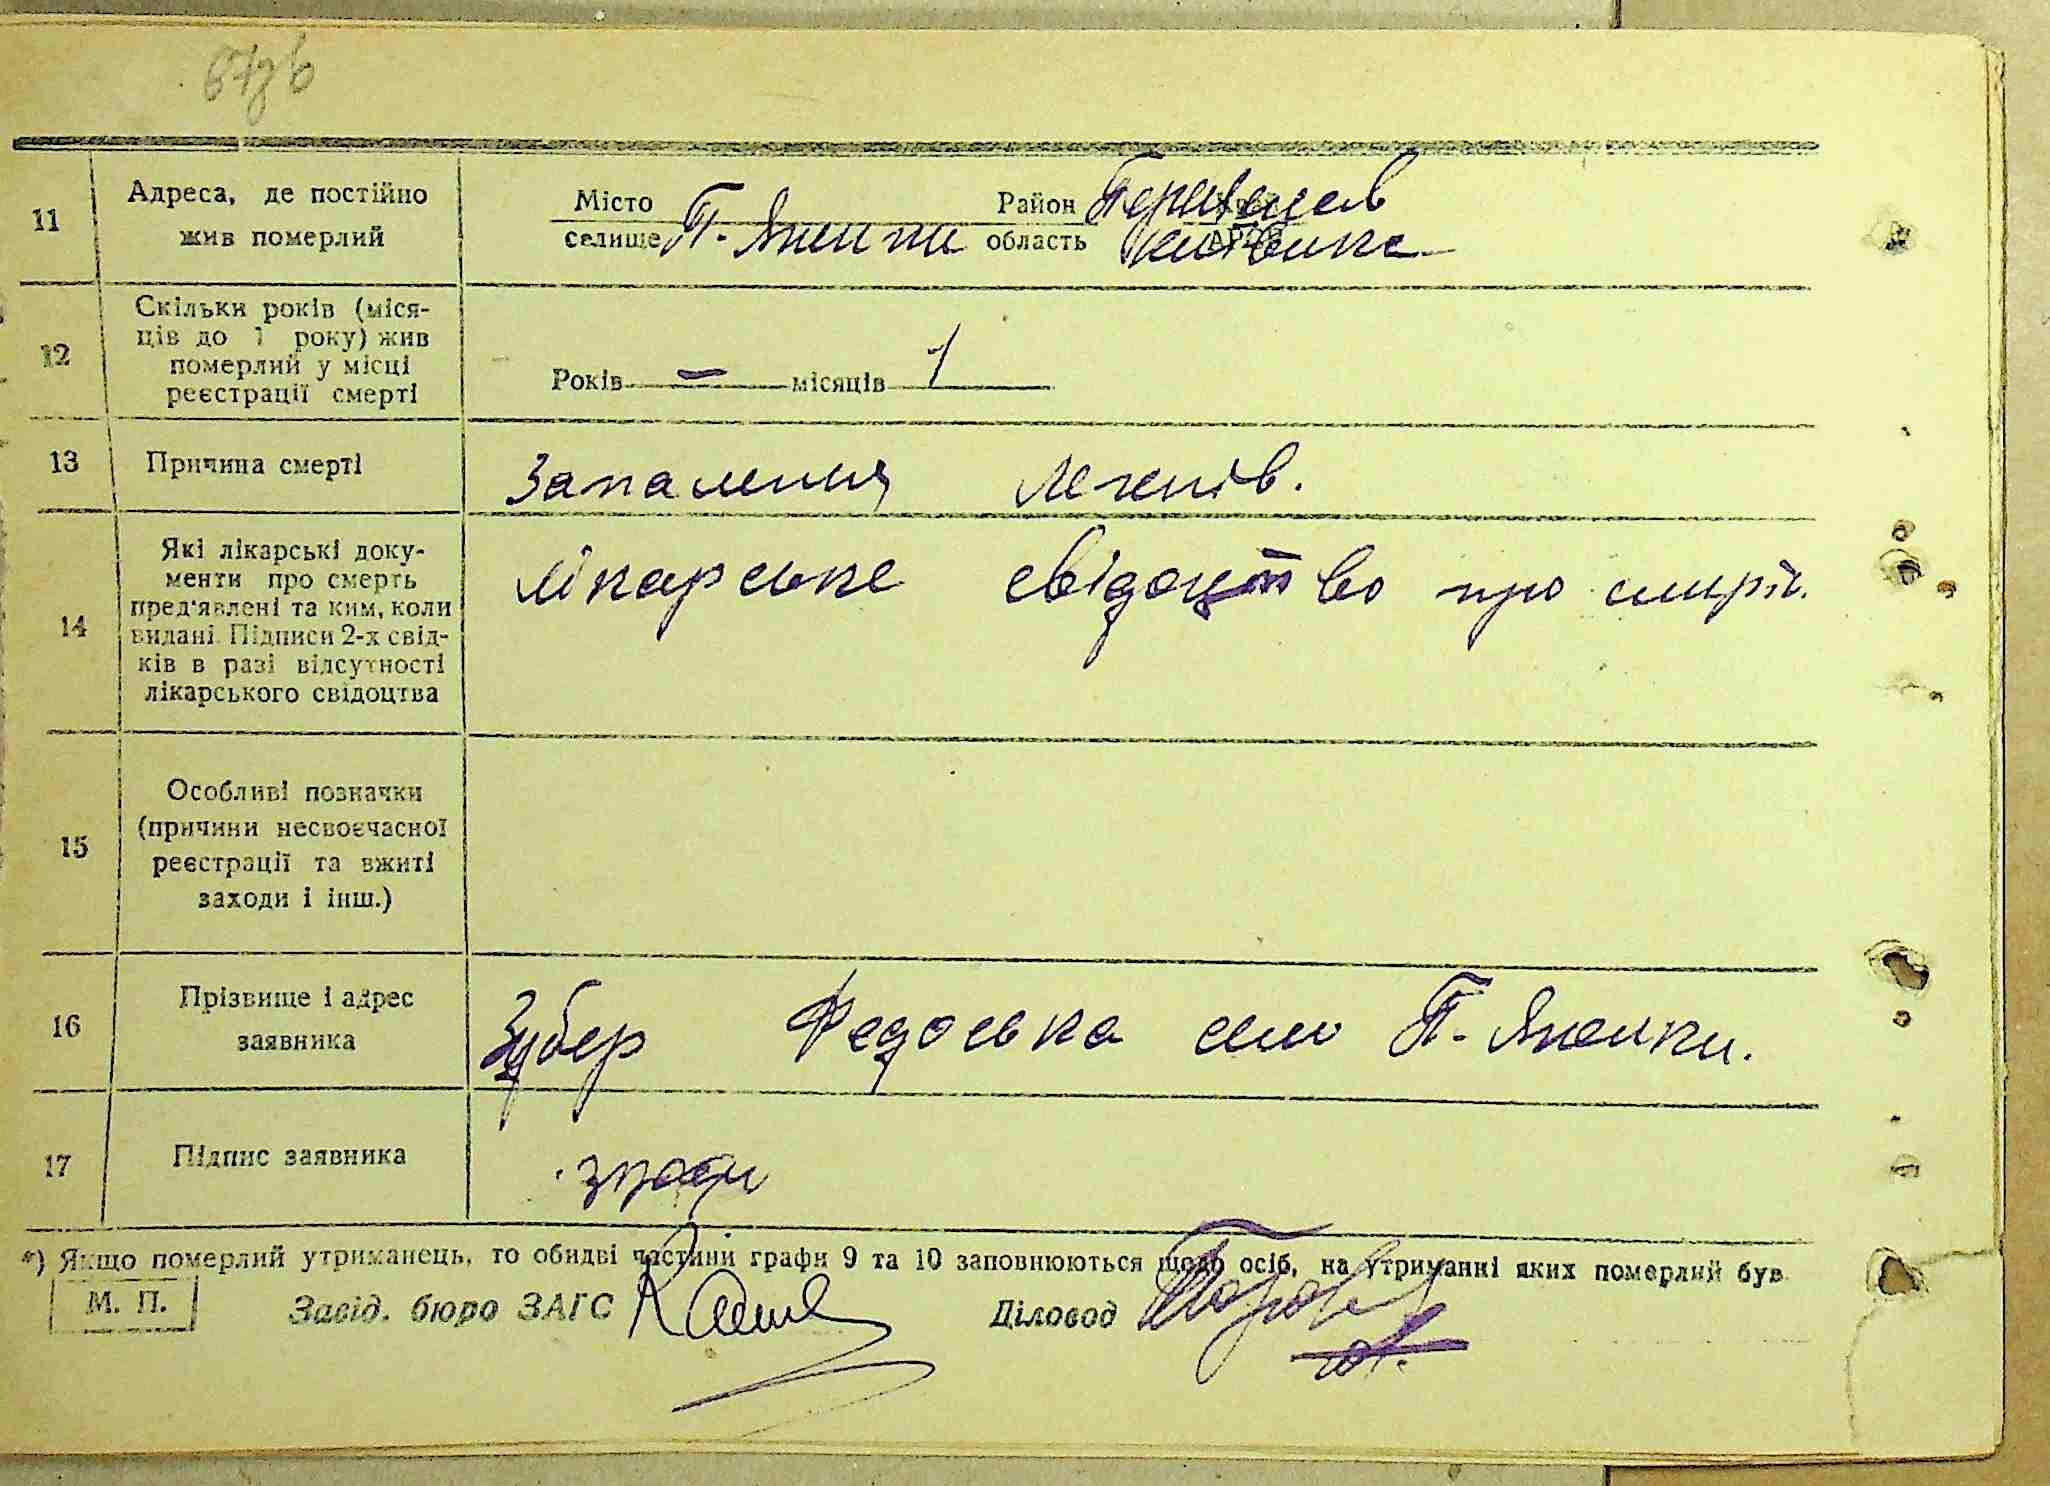 67зв
11 Адреса, де постійно жив померлий
Місто селище П. Яненки Район область
Київська
12 Скільки років (міся-
ців до 1 року) жив
померлий у місці
реєстрації смерті
Років – місяців 1
13 Причина смерті Запалення легенів.
14 Які лікарські доку-
менти про смерть
пред'явлені та ким, коли
видані. Підписи 2-х свід-
ків в разі відсутності
лікарського свідоцтва
лікарське свідоцтво про смерть.
15 Особливі позначки
(причини несвоєчасної
реєстрації та вжиті
заходи і інш.)
16 Прізвище і адрес
заявника
Зубер Федоська село П. Яненки.
17 Підпис заявника
*) Якщо померлий утриманець, то обидві частини графи 9 та 10 заповнюються щодо осіб, на утриманні яких померлий був
М. П. Завід. бюро ЗАГС Діловод